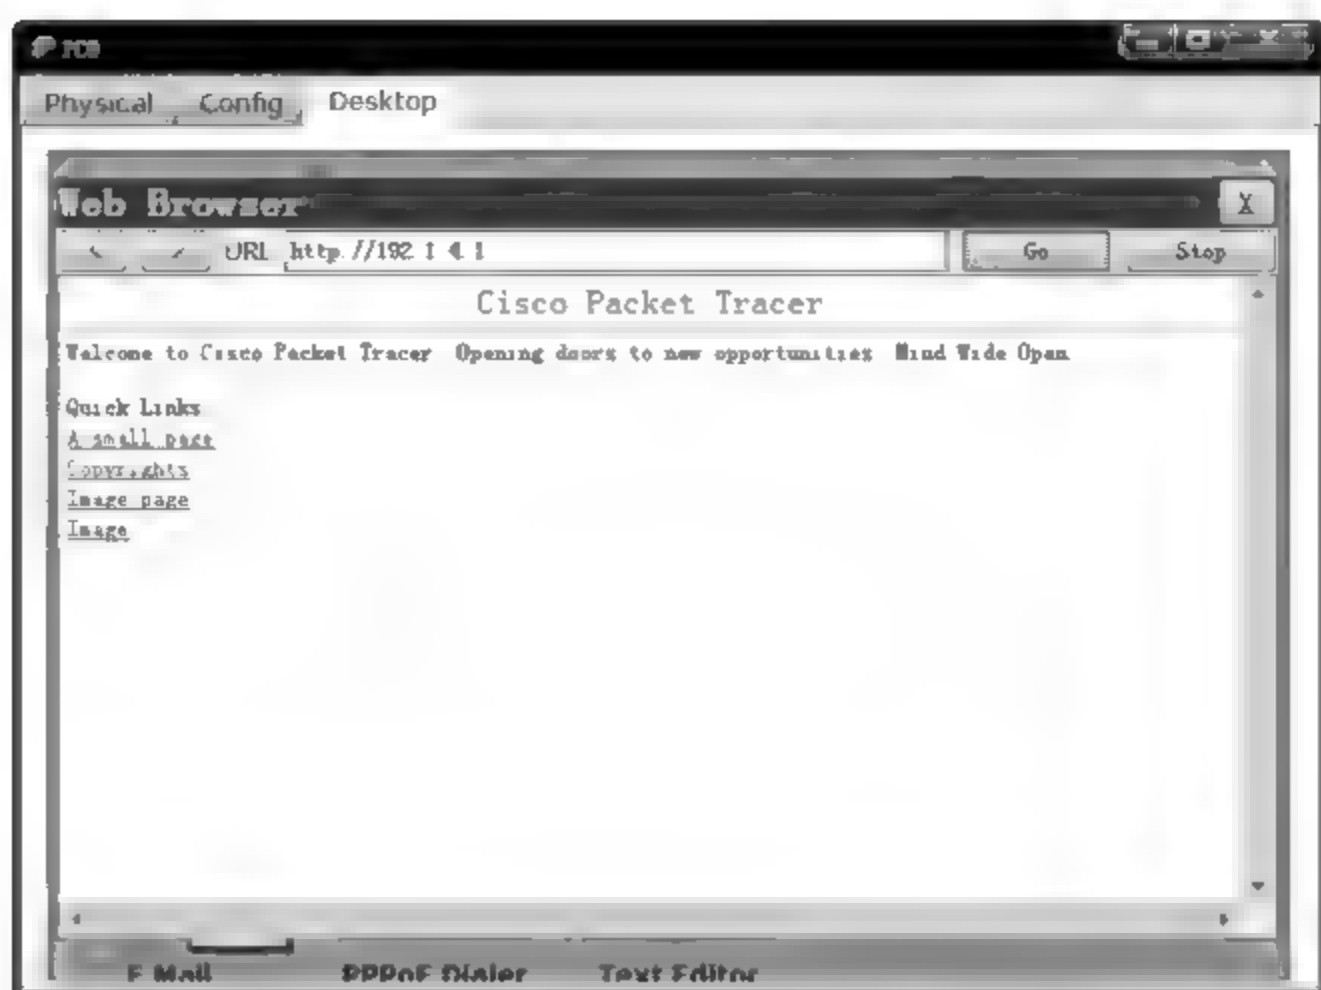 PC0
Physical Config Desktop
Web Browser X
< > URL http://192.1.4.1 Go Stop
Cisco Packet Tracer
Welcome to Cisco Packet Tracer. Opening doors to new opportunities. Mind Wide Open.
Quick Links:
A small page
Copyrights
Image page
Image
E Mail PPPoE Dialer Text Editor